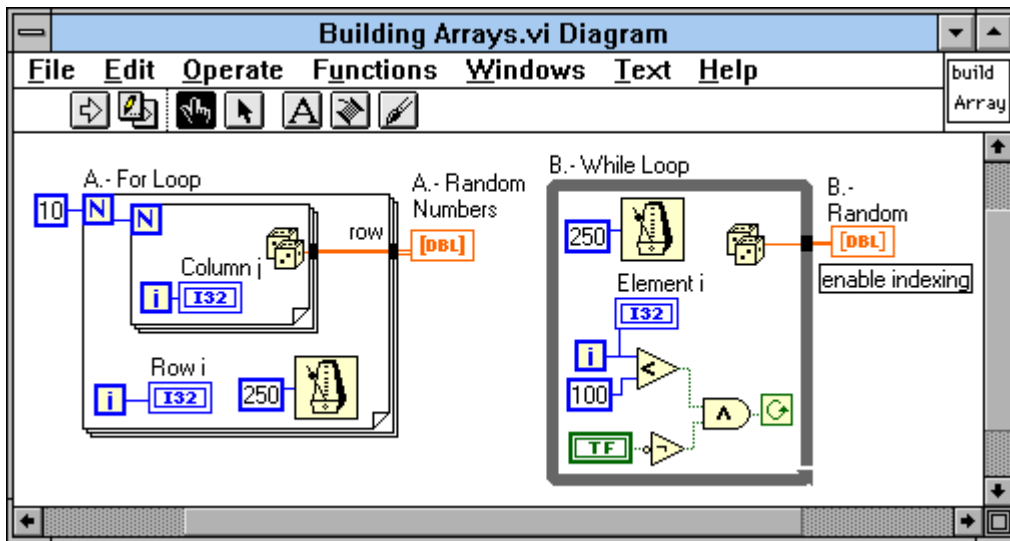 Building Arrays.vi Diagram
File Edit Operate Functions Windows Text Help
build
Array
A
A.- For Loop
10
N
N
Column j
i
I32
row
A.- Random
Numbers
[DBL]
Row i
i
I32
250
B.- While Loop
250
Element i
I32
i
100
<
TF
B.-
Random
[DBL]
enable indexing